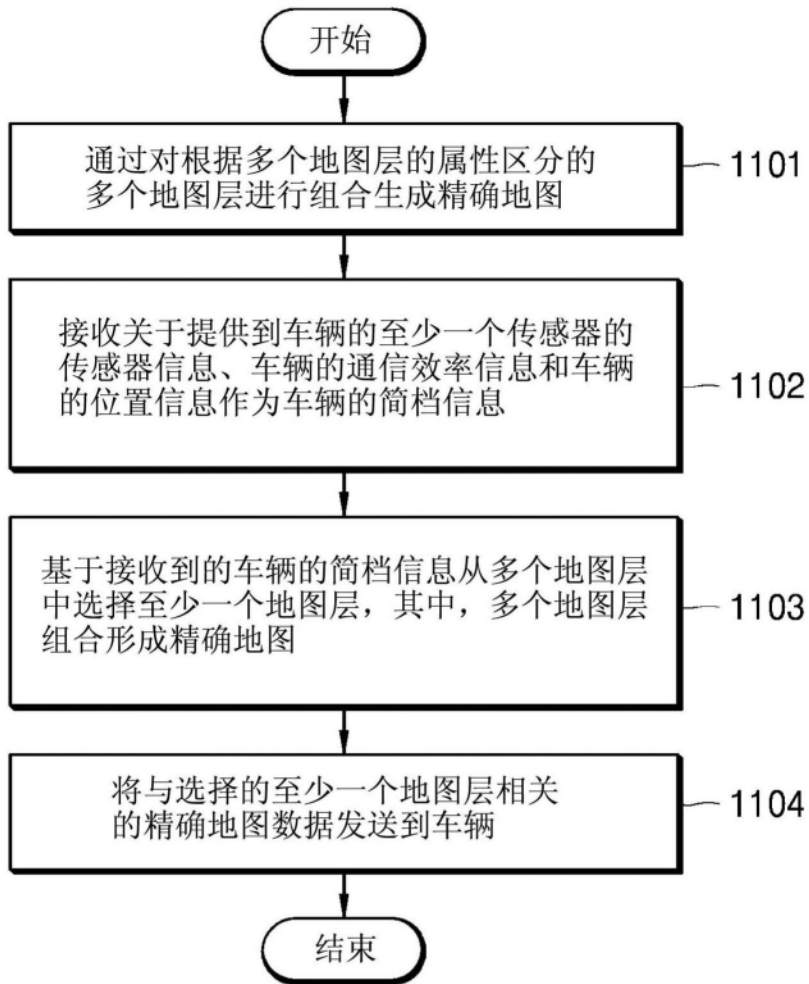 开始
通过对根据多个地图层的属性区分的
多个地图层进行组合生成精确地图
1101
接收关于提供到车辆的至少一个传感器的
传感器信息、车辆的通信效率信息和车辆
的位置信息作为车辆的简档信息
1102
基于接收到的车辆的简档信息从多个地图层
中选择至少一个地图层，其中，多个地图层
组合形成精确地图
1103
将与选择的至少一个地图层相关
的精确地图数据发送到车辆
1104
结束